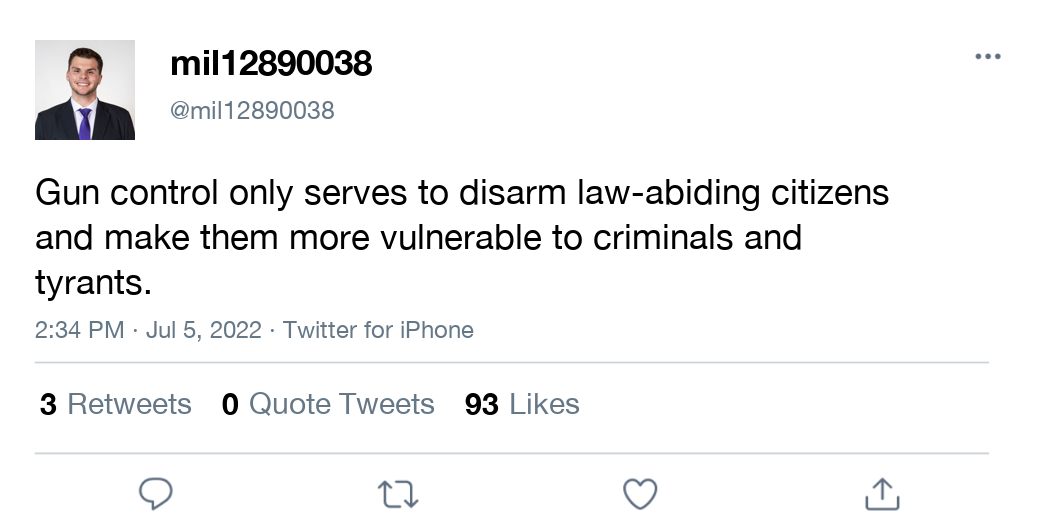 mil12890038
@mil12890038
Gun control only serves to disarm law-abiding citizens
and make them more vulnerable to criminals and
tyrants.
2:34 PM · Jul 5, 2022 · Twitter for iPhone
3 Retweets 0 Quote Tweets 93 Likes